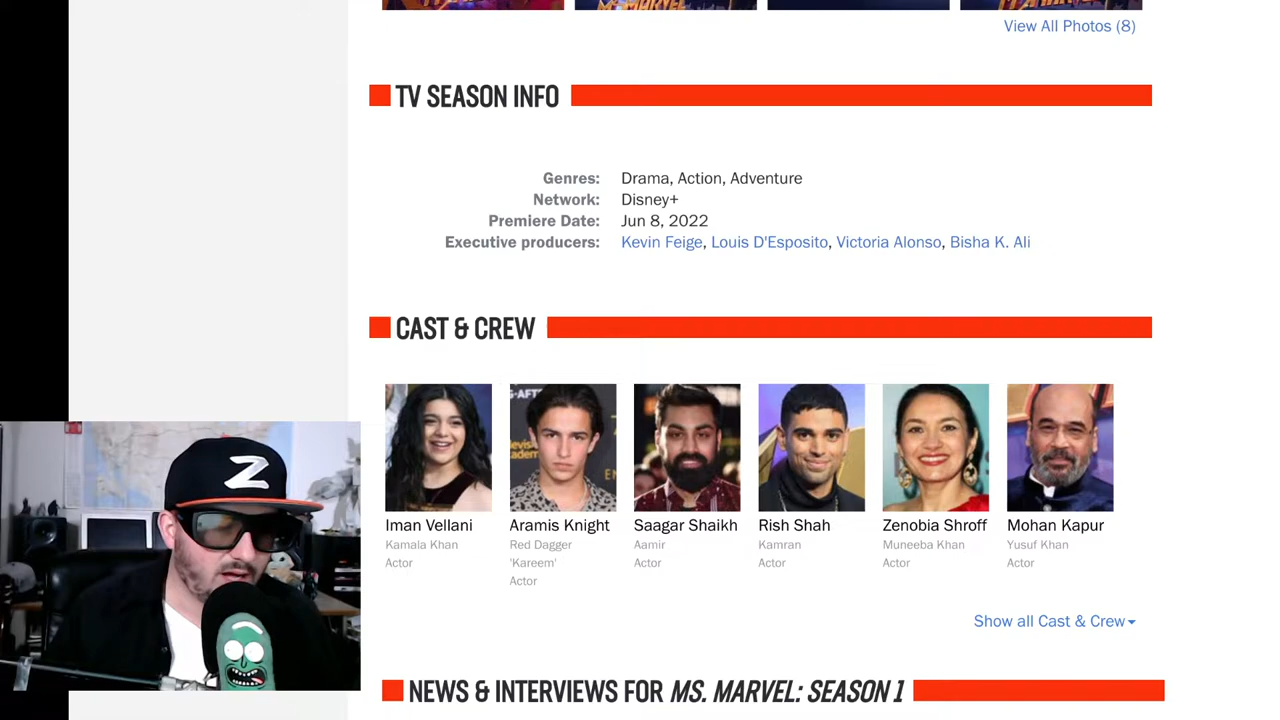 View All Photos (8)
TV SEASON INFO
Genres: Drama, Action, Adventure
Network: Disney+
Premiere Date: Jun 8, 2022
Executive producers: Kevin Feige, Louis D'Esposito, Victoria Alonso, Bisha K. Ali
CAST & CREW
Iman Vellani
Kamala Khan
Actor
Aramis Knight
Red Dagger
'Kareem'
Actor
Saagar Shaikh
Aamir
Actor
Rish Shah
Kamran
Actor
Zenobia Shroff
Muneeba Khan
Actor
Mohan Kapur
Yusuf Khan
Actor
Show all Cast & Crew
NEWS & INTERVIEWS FOR MS. MARVEL: SEASON 1
Z